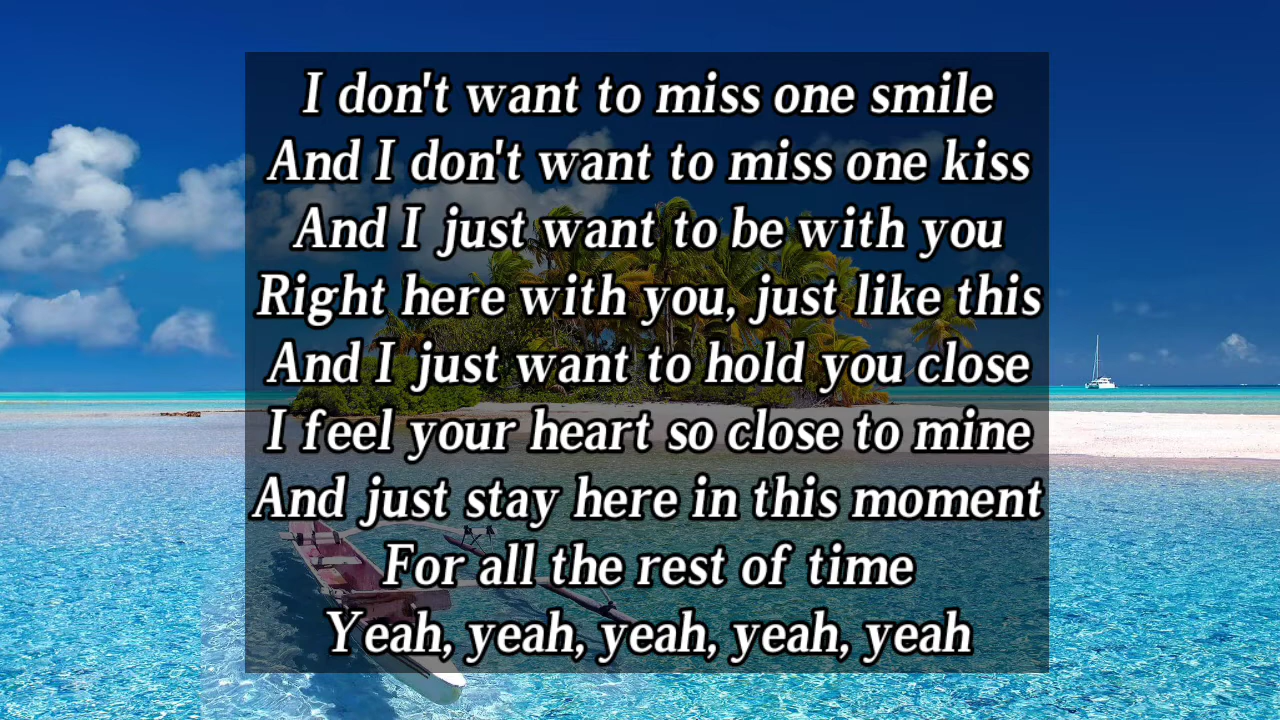 I don't want to miss one smile
And I don't want to miss one kiss
And I just want to be with you
Right here with you, just like this
And I just want to hold you close
I feel your heart so close to mine
And just stay here in this moment
For all the rest of time
Yeah, yeah, yeah, yeah, yeah